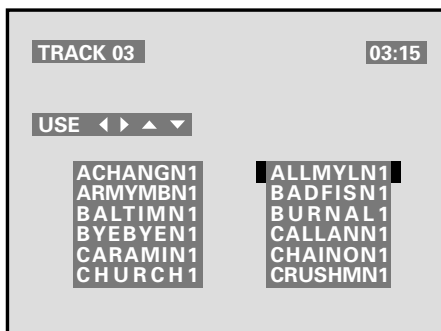 TRACK 03 03:15
USE ◀ ▶ ▲ ▼
ACHANGN1 ALLMYLN1
ARMYMBN1 BADFISN1
BALTIMN1 BURNAL1
BYEBYEN1 CALLANN1
CARAMIN1 CHAINON1
CHURCH1 CRUSHMN1